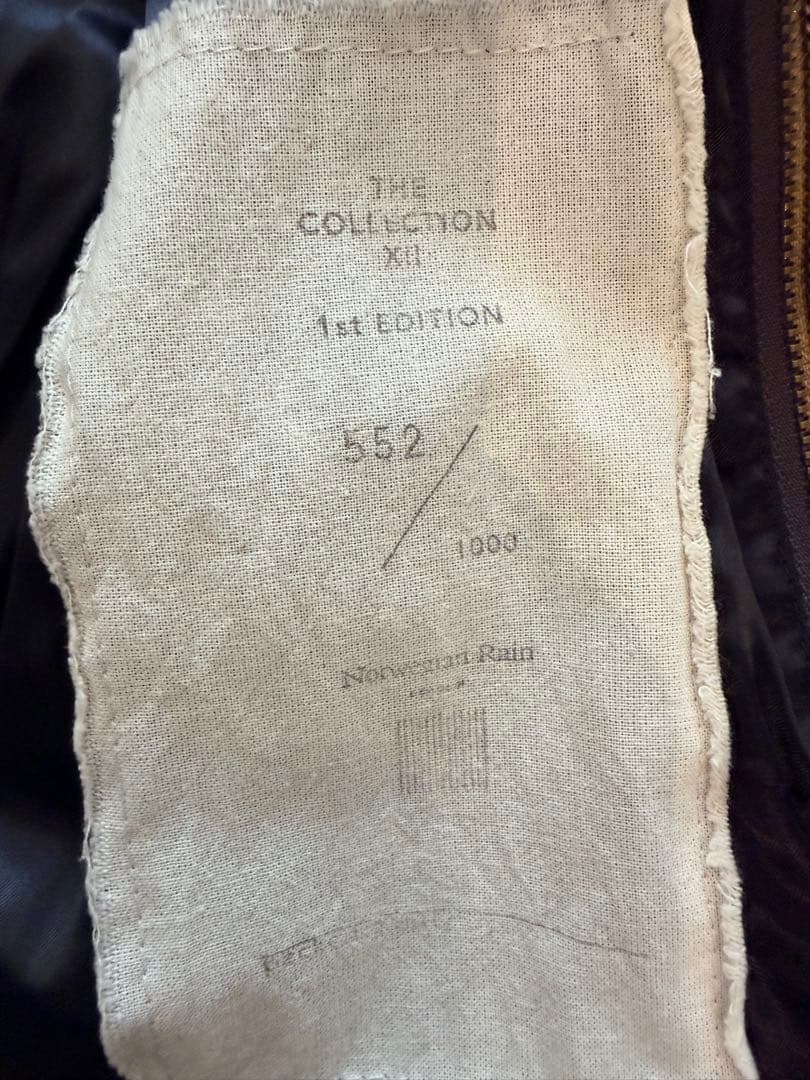 THE
COLLECTION
XII
1st EDITION
552
/
1000
Norwegian Rain